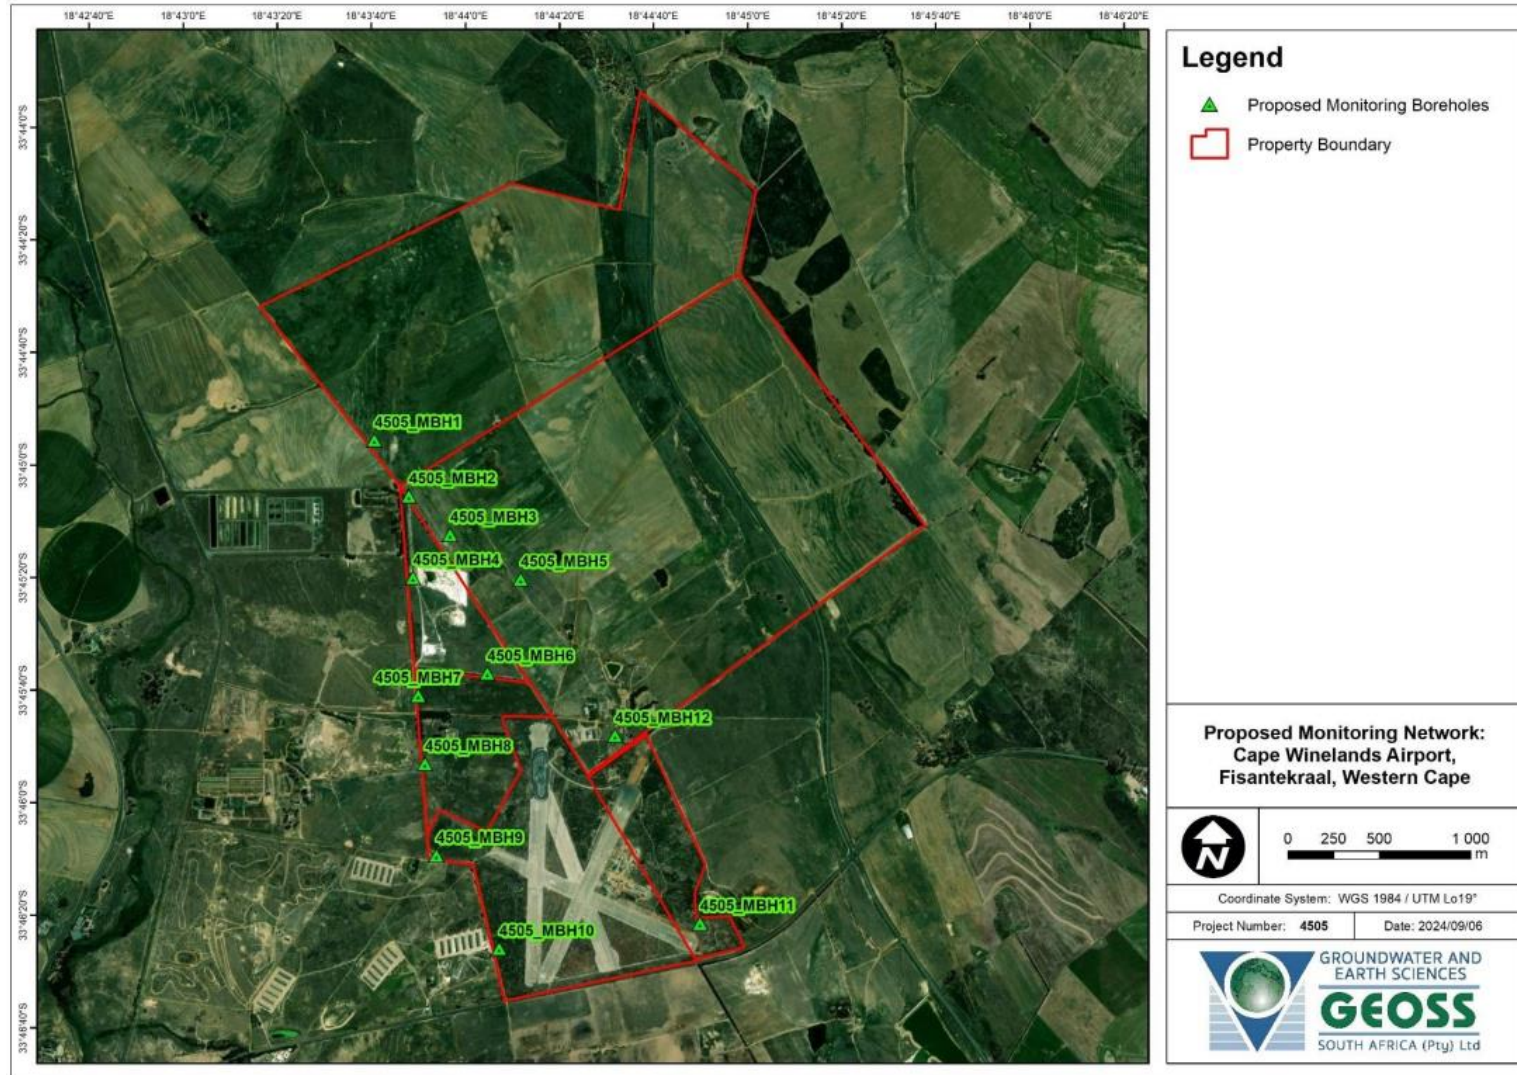 18°42'40"E 18°43'0"E 18°43'20"E 18°43'40"E 18°44'0"E 18°44'20"E 18°44'40"E 18°45'0"E 18°45'20"E 18°45'40"E 18°46'0"E 18°46'20"E
33°44'0"S
33°44'20"S
33°44'40"S
33°45'0"S
33°45'20"S
33°45'40"S
33°46'0"S
33°46'20"S
33°46'40"S
4505_MBH1
4505_MBH2
4505_MBH3
4505_MBH4
4505_MBH5
4505_MBH6
4505_MBH7
4505_MBH12
4505_MBH8
4505_MBH9
4505_MBH11
4505_MBH10
Legend
Proposed Monitoring Boreholes
Property Boundary
Proposed Monitoring Network:
Cape Winelands Airport,
Fisantekraal, Western Cape
N
0 250 500 1 000
m
Coordinate System: WGS 1984 / UTM Lo19°
Project Number: 4505 Date: 2024/09/06
GROUNDWATER AND
EARTH SCIENCES
GEOSS
SOUTH AFRICA (Pty) Ltd